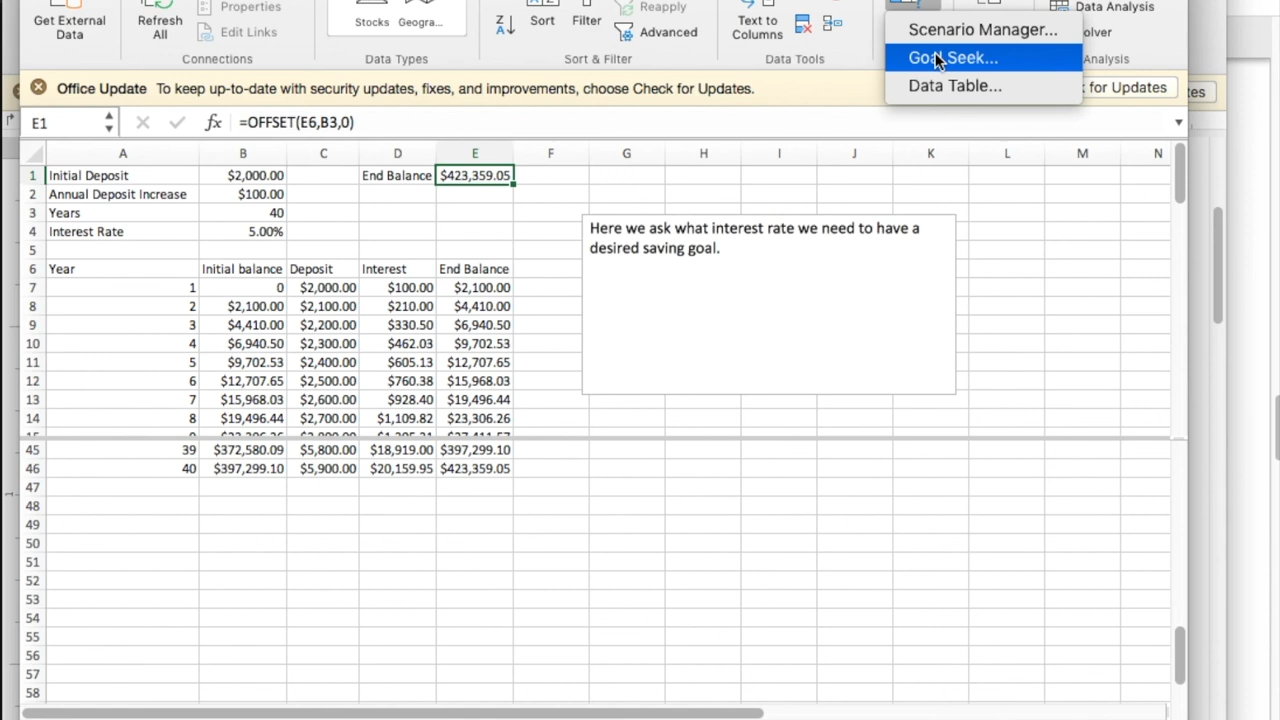 Get External
Data
Refresh
All
Properties
Edit Links
Connections
Stocks Geogra...
Data Types
Sort
Filter
Reapply
Advanced
Sort & Filter
Text to
Columns
Data Tools
Data Analysis
olver
Analysis
Scenario Manager...
Goal Seek...
Data Table...
Office Update To keep up-to-date with security updates, fixes, and improvements, choose Check for Updates.
for Updates
tes
E1
fx =OFFSET(E6,B3,0)
A B C D E F G H I J K L M N
1 Initial Deposit $2,000.00 End Balance $423,359.05
2 Annual Deposit Increase $100.00
3 Years 40
4 Interest Rate 5.00%
5
6 Year Initial balance Deposit Interest End Balance
7 1 0 $2,000.00 $100.00 $2,100.00
8 2 $2,100.00 $2,100.00 $210.00 $4,410.00
9 3 $4,410.00 $2,200.00 $330.50 $6,940.50
10 4 $6,940.50 $2,300.00 $462.03 $9,702.53
11 5 $9,702.53 $2,400.00 $605.13 $12,707.65
12 6 $12,707.65 $2,500.00 $760.38 $15,968.03
13 7 $15,968.03 $2,600.00 $928.40 $19,496.44
14 8 $19,496.44 $2,700.00 $1,109.82 $23,306.26
45 39 $372,580.09 $5,800.00 $18,919.00 $397,299.10
46 40 $397,299.10 $5,900.00 $20,159.95 $423,359.05
47
48
49
50
51
52
53
54
55
56
57
58
Here we ask what interest rate we need to have a
desired saving goal.